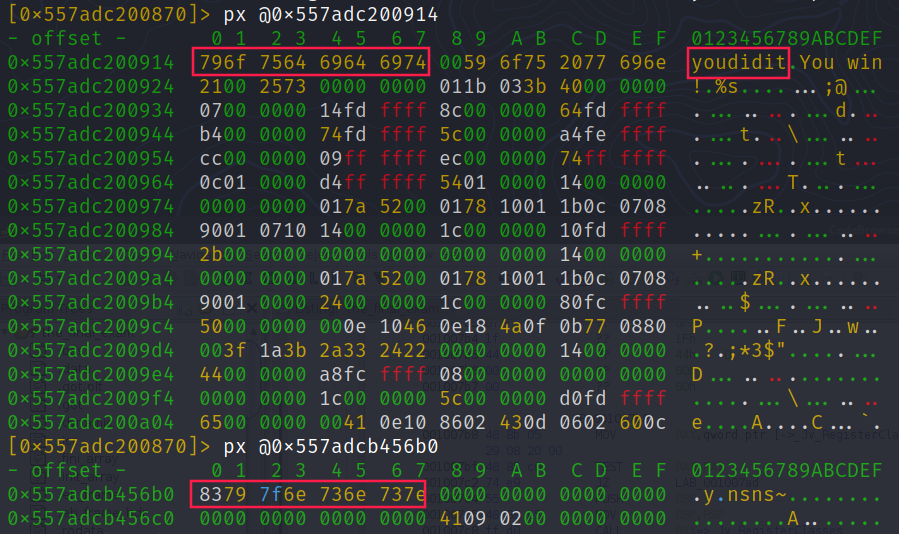 [0×557adc200870]> px @0×557adc200914
- offset -   0 1  2 3  4 5  6 7  8 9  A B  C D  E F  0123456789ABCDEF
0×557adc200914  796f 7564 6964 6974 0059 6f75 2077 696e  youdidit.You win
0×557adc200924  2100 2573 0000 0000 011b 033b 4000 0000  !.%s.......;@...
0×557adc200934  0700 0000 14fd ffff 8c00 0000 64fd ffff  ............d...
0×557adc200944  b400 0000 74fd ffff 5c00 0000 a4fe ffff  ....t...\.......
0×557adc200954  cc00 0000 09ff ffff ec00 0000 74ff ffff  ............t...
0×557adc200964  0c01 0000 d4ff ffff 5401 0000 1400 0000  ........T.......
0×557adc200974  0000 0000 017a 5200 0178 1001 1b0c 0708  .....zR..x......
0×557adc200984  9001 0710 1400 0000 1c00 0000 10fd ffff  ................
0×557adc200994  2b00 0000 0000 0000 0000 0000 1400 0000  +...............
0×557adc2009a4  0000 0000 017a 5200 0178 1001 1b0c 0708  .....zR..x......
0×557adc2009b4  9001 0000 2400 0000 1c00 0000 80fc ffff  ....$...........
0×557adc2009c4  5000 0000 000e 1046 0e18 4a0f 0b77 0880  P......F..J..w..
0×557adc2009d4  003f 1a3b 2a33 2422 0000 0000 1400 0000  .?.;*3$"........
0×557adc2009e4  4400 0000 a8fc ffff 0800 0000 0000 0000  D...............
0×557adc2009f4  0000 0000 1c00 0000 5c00 0000 d0fd ffff  ........\.......
0×557adc200a04  6500 0000 0041 0e10 8602 430d 0602 600c  e....A....C...`.
[0×557adc200870]> px @0×557adcb456b0
- offset -   0 1  2 3  4 5  6 7  8 9  A B  C D  E F  0123456789ABCDEF
0×557adcb456b0  8379 7f6e 736e 737e 0000 0000 0000 0000  .y.nsns~........
0×557adcb456c0  0000 0000 0000 0000 4109 0200 0000 0000  ........A.......